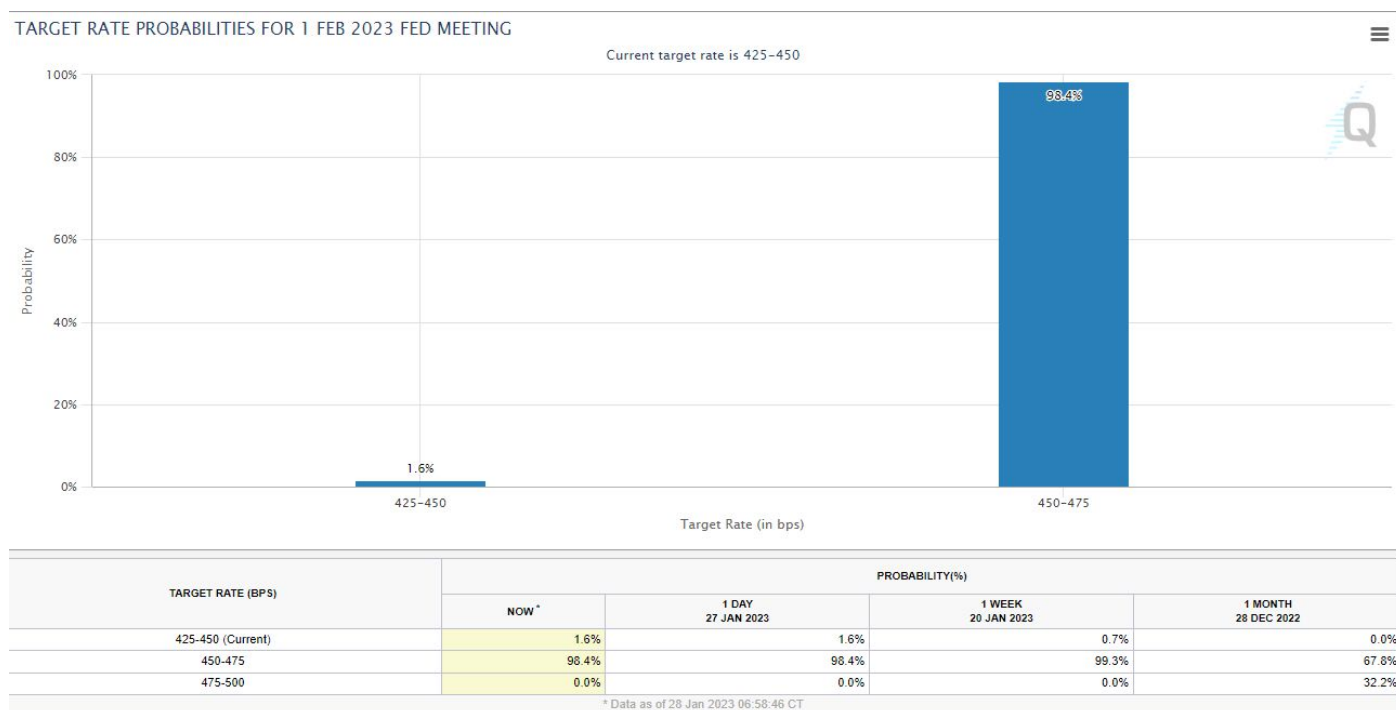 TARGET RATE PROBABILITIES FOR 1 FEB 2023 FED MEETING
Current target rate is 425-450
100%
80%
60%
40%
20%
0%
Probability
1.6%
98.4%
Q
425-450
450-475
Target Rate (in bps)
TARGET RATE (BPS)
PROBABILITY(%)
NOW *
1 DAY
27 JAN 2023
1 WEEK
20 JAN 2023
1 MONTH
28 DEC 2022
425-450 (Current) 1.6% 1.6% 0.7% 0.0%
450-475 98.4% 98.4% 99.3% 67.8%
475-500 0.0% 0.0% 0.0% 32.2%
* Data as of 28 Jan 2023 06:58:46 CT